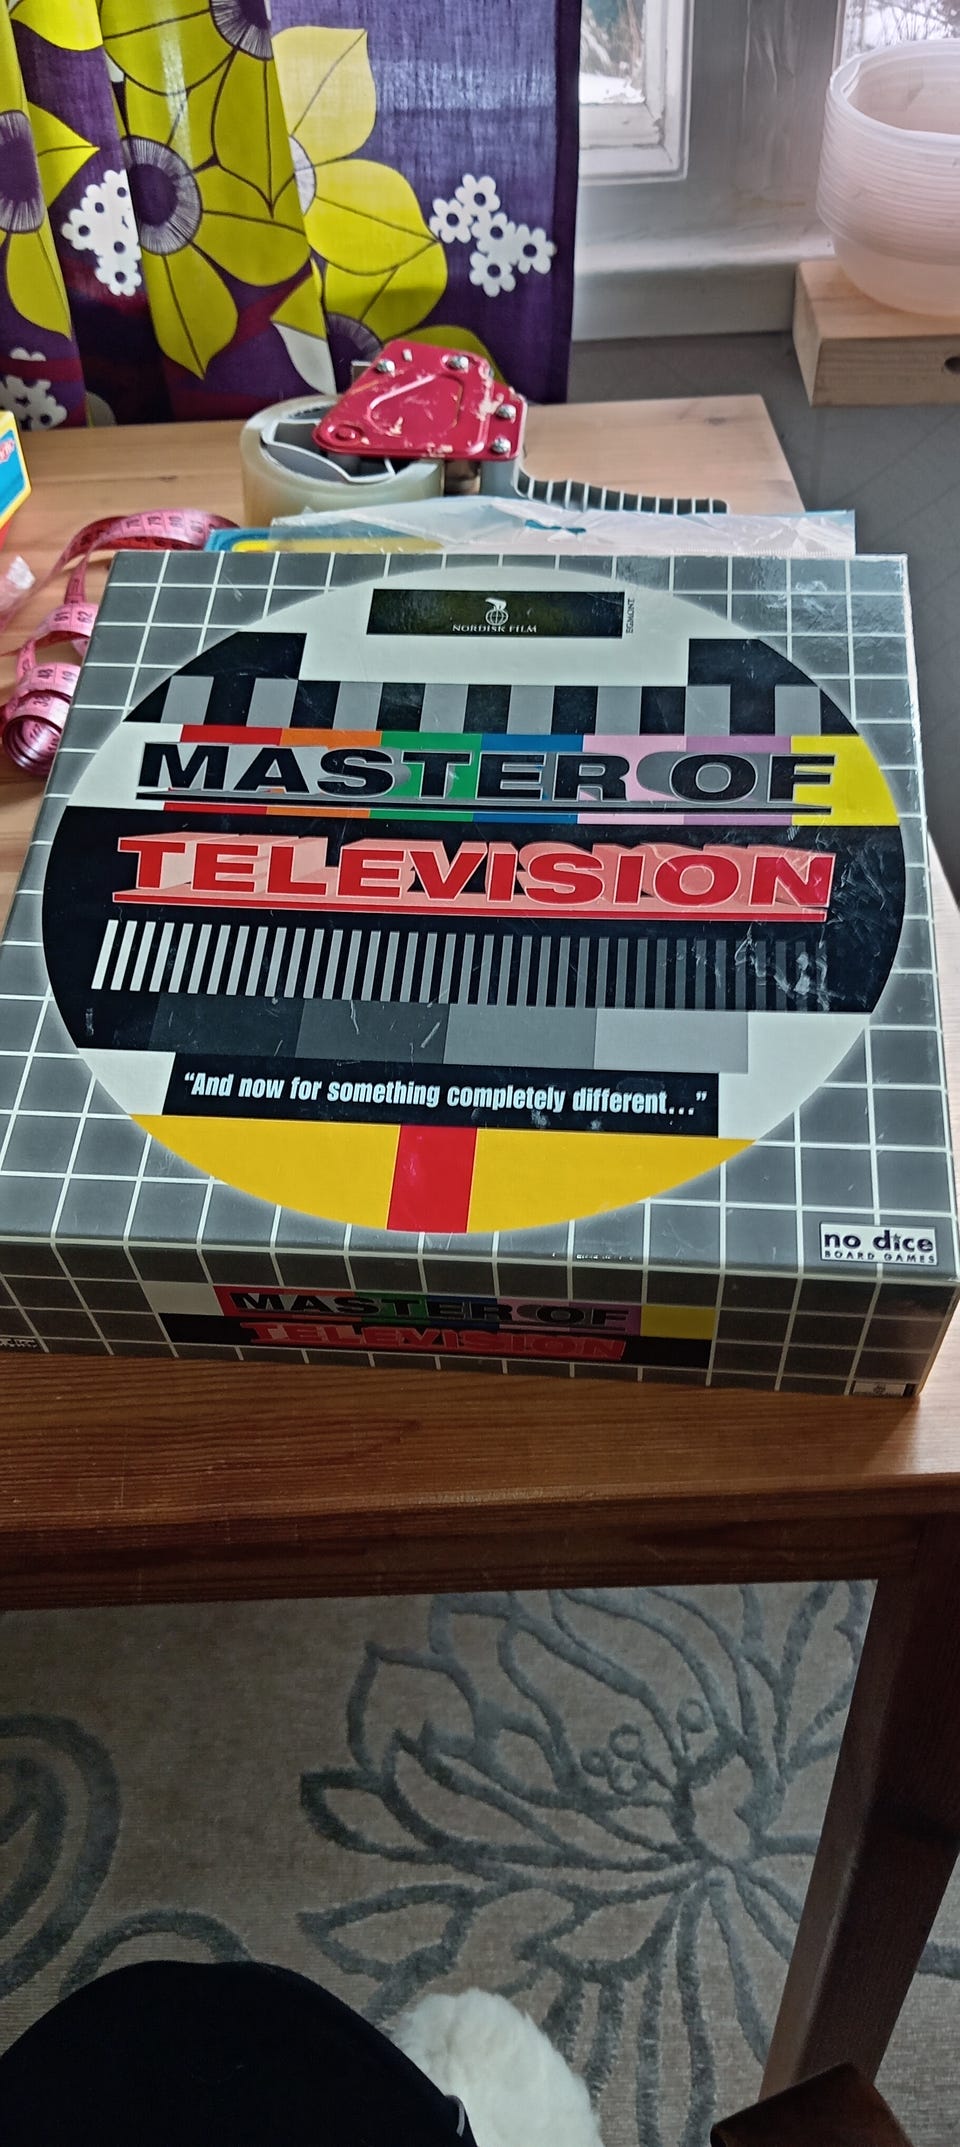 NORDISK FILM
EGMONT
MASTER OF
TELEVISION
“And now for something completely different...”
no dice
BOARD GAMES
MASTER OF
TELEVISION